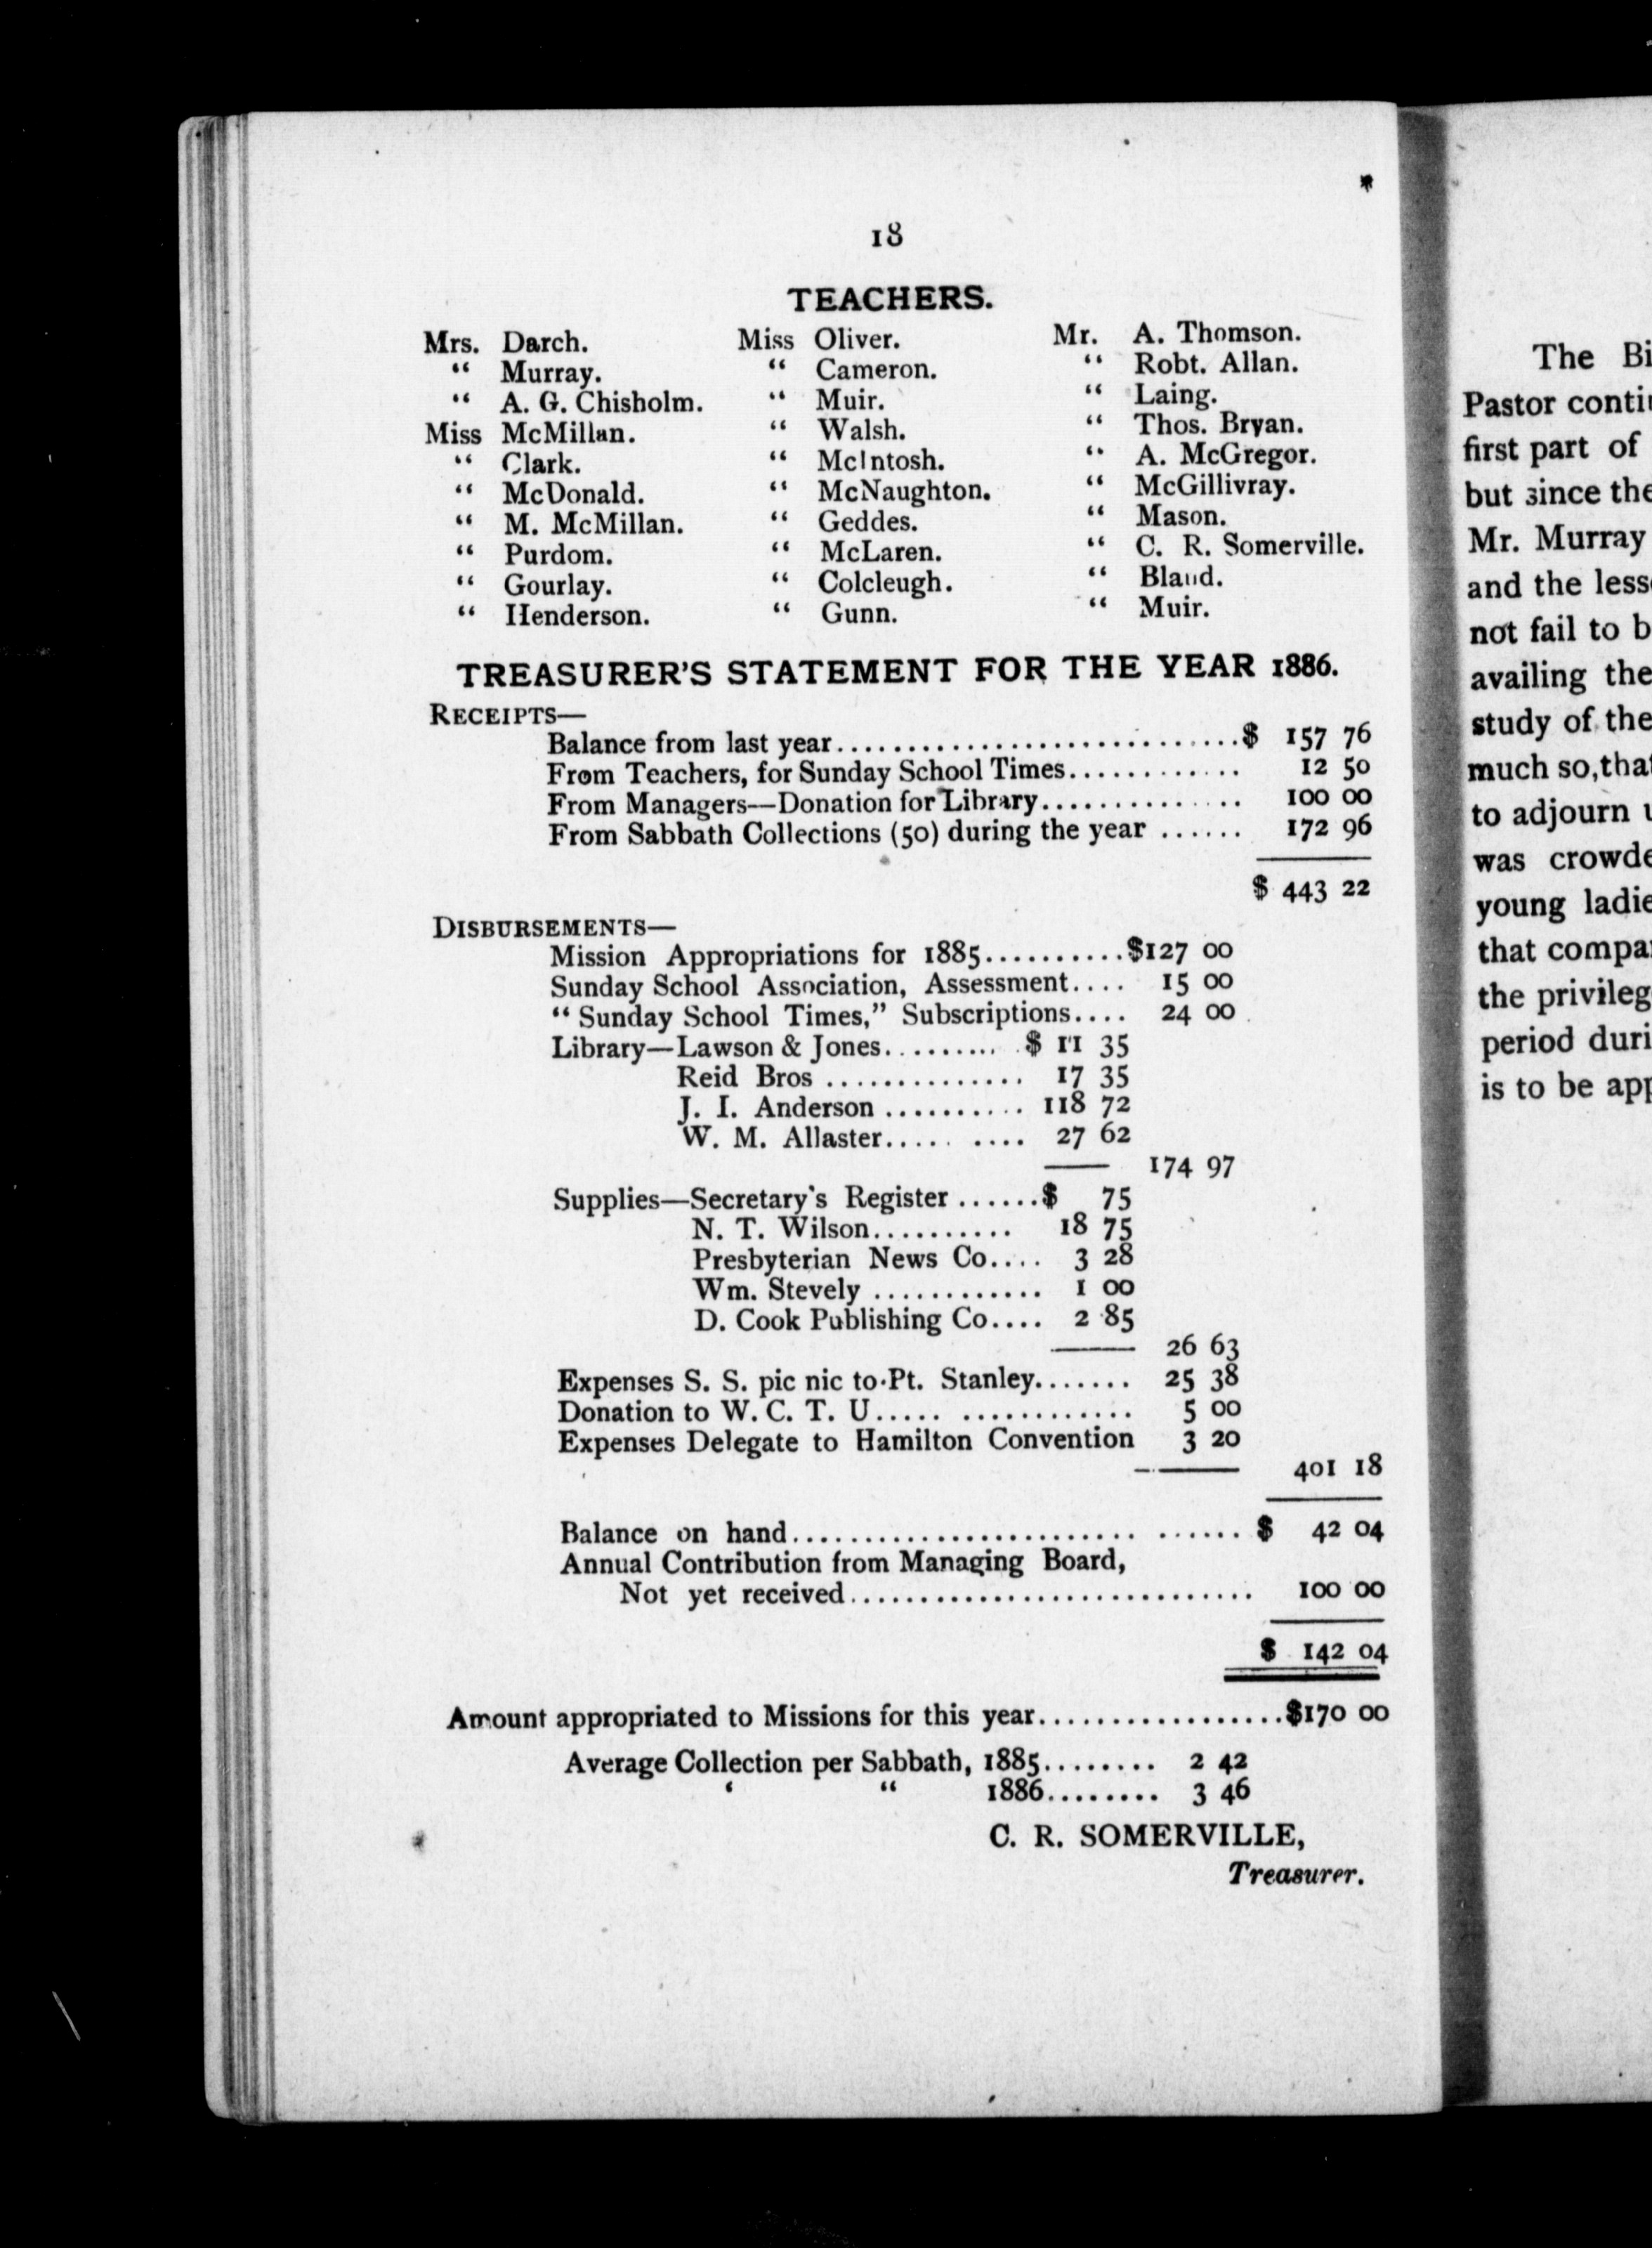 18
TEACHERS.
Mrs. Darch. Miss Oliver. Mr. A. Thomson.
“ Murray. “ Cameron. “ Robt. Allan.
“ A. G. Chisholm. “ Muir. “ Laing.
Miss McMillan. “ Walsh. “ Thos. Bryan.
“ Clark. “ McIntosh. “ A. McGregor.
“ McDonald. “ McNaughton. “ McGillivray.
“ M. McMillan. “ Geddes. “ Mason.
“ Purdom. “ McLaren. “ C. R. Somerville.
“ Gourlay. “ Colcleugh. “ Bland.
“ Henderson. “ Gunn. “ Muir.
TREASURER'S STATEMENT FOR THE YEAR 1886.
RECEIPTS—
Balance from last year............................$ 157 76
From Teachers, for Sunday School Times............ 12 50
From Managers—Donation for Library.............. 100 00
From Sabbath Collections (50) during the year ...... 172 96
$ 443 22
DISBURSEMENTS—
Mission Appropriations for 1885..........$127 00
Sunday School Association, Assessment.... 15 00
“ Sunday School Times,” Subscriptions.... 24 00
Library—Lawson & Jones.......... $ 11 35
Reid Bros .............. 17 35
J. I. Anderson .......... 118 72
W. M. Allaster..... .... 27 62
174 97
Supplies—Secretary's Register ......$ 75
N. T. Wilson.......... 18 75
Presbyterian News Co.... 3 28
Wm. Stevely ............ 1 00
D. Cook Publishing Co.... 2 85
26 63
Expenses S. S. pic nic to Pt. Stanley....... 25 38
Donation to W. C. T. U..... ............ 5 00
Expenses Delegate to Hamilton Convention 3 20
401 18
Balance on hand........................ ......$ 42 04
Annual Contribution from Managing Board,
Not yet received............................ 100 00
$ 142 04
Amount appropriated to Missions for this year.................$170 00
Average Collection per Sabbath, 1885........ 2 42
‘ “ 1886........ 3 46
C. R. SOMERVILLE,
Treasurer.
The
Pastor
first part of
but since the
Mr. Murray
and the
not fail to
availing the
study of the
much so,
to adjourn
was
young
that
the
period
is to be